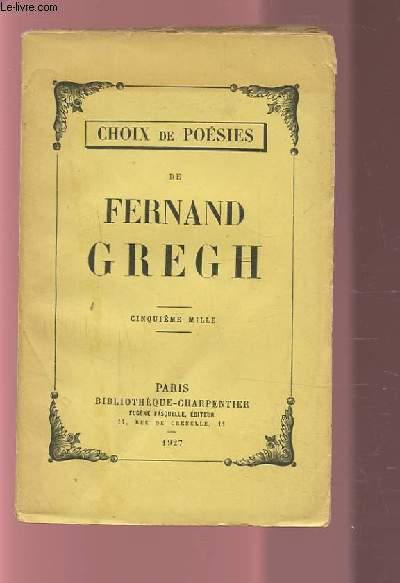 Le-livre.com
CHOIX DE POÉSIES
DE
FERNAND
GREGH
CINQUIÈME MILLE
PARIS
BIBLIOTHÈQUE-CHARPENTIER
EUGÈNE FASQUELLE, ÉDITEUR
11, RUE DE GRENELLE, 11
1927